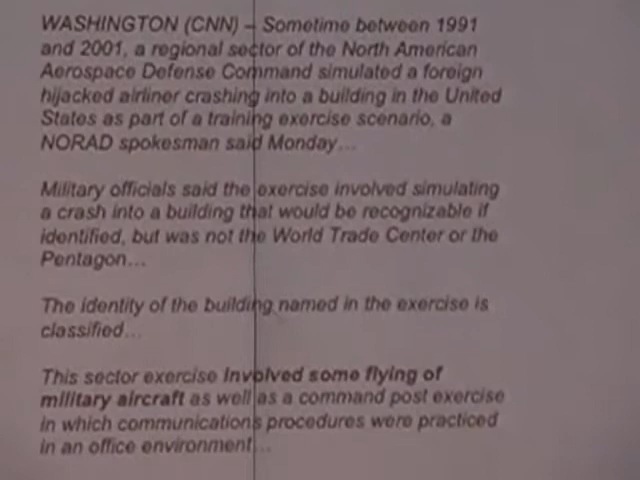 WASHINGTON (CNN) – Sometime between 1991
and 2001, a regional sector of the North American
Aerospace Defense Command simulated a foreign
hijacked airliner crashing into a building in the United
States as part of a training exercise scenario, a
NORAD spokesman said Monday...
Military officials said the exercise involved simulating
a crash into a building that would be recognizable if
identified, but was not the World Trade Center or the
Pentagon...
The identity of the building named in the exercise is
classified...
This sector exercise involved some flying of
military aircraft as well as a command post exercise
in which communications procedures were practiced
in an office environment...